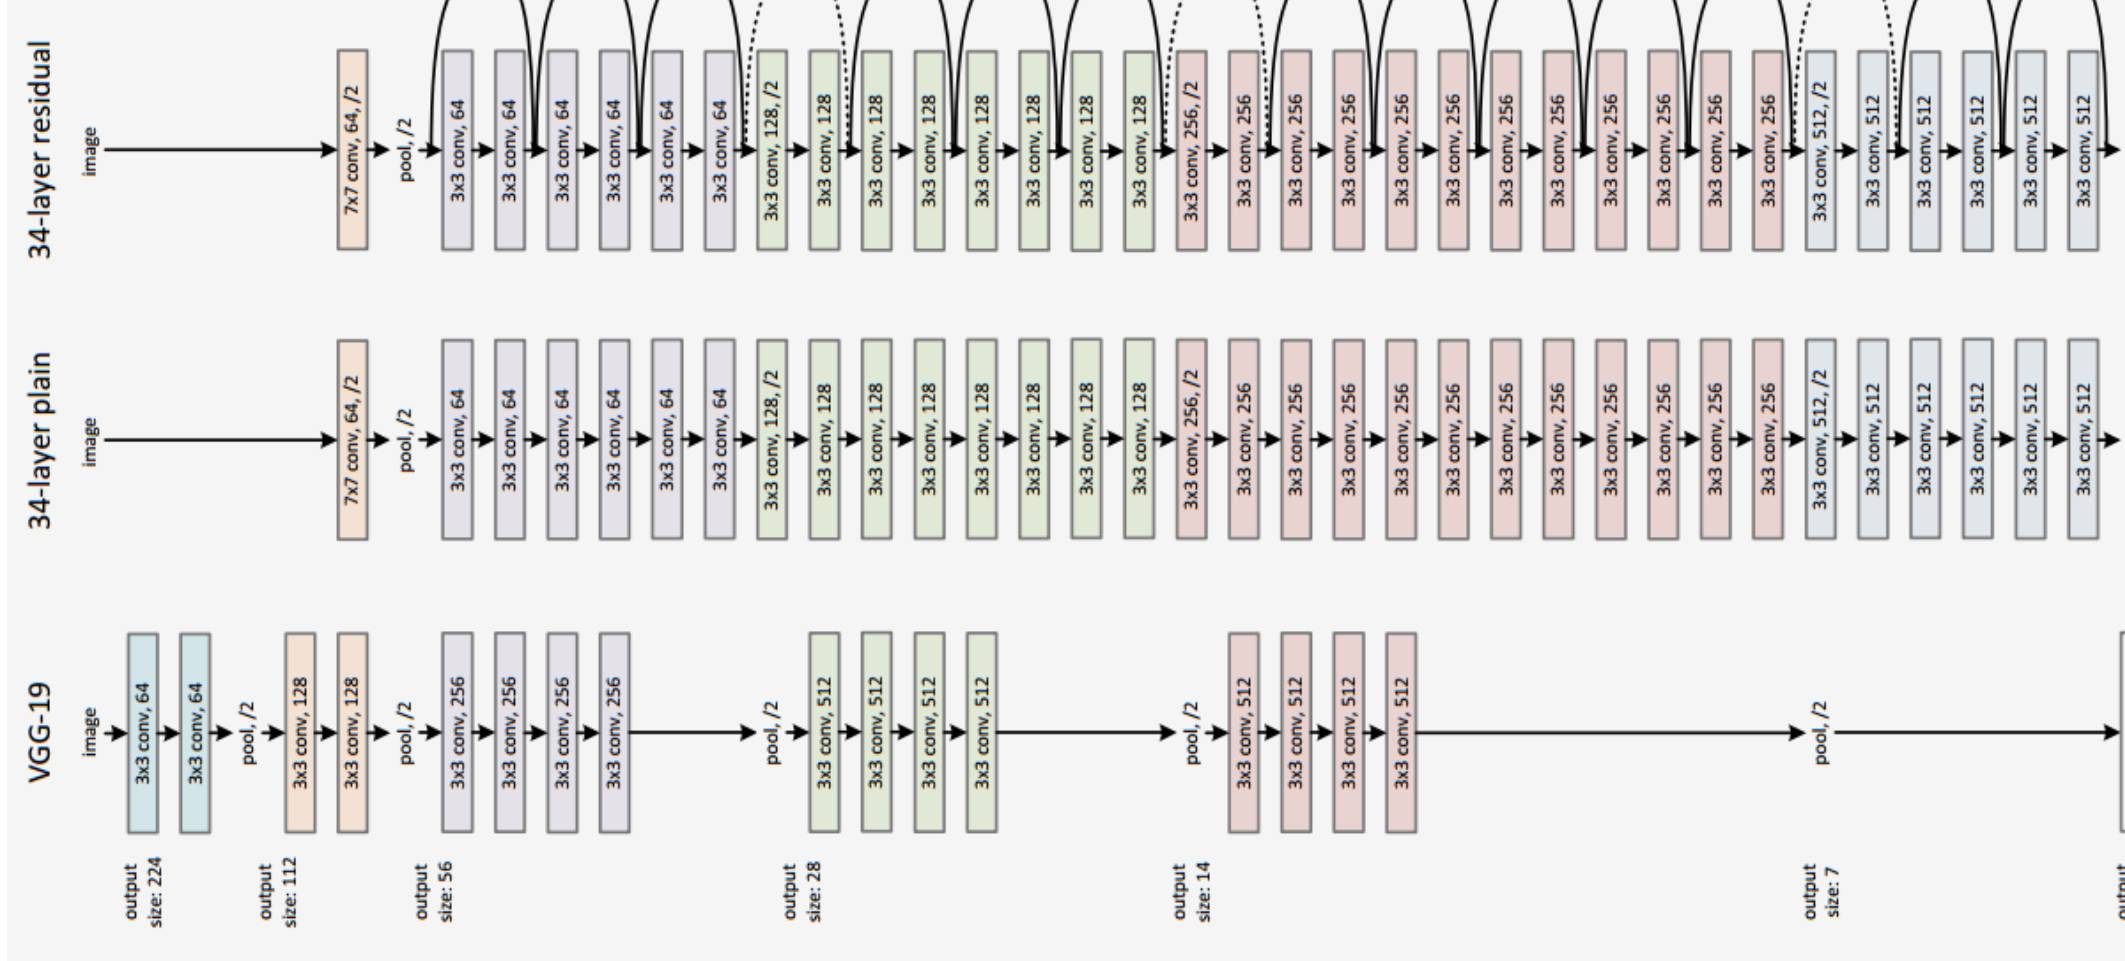 34-layer residual
image
7x7 conv, 64, /2
pool, /2
3x3 conv, 64
3x3 conv, 64
3x3 conv, 64
3x3 conv, 64
3x3 conv, 64
3x3 conv, 64
3x3 conv, 128, /2
3x3 conv, 128
3x3 conv, 128
3x3 conv, 128
3x3 conv, 128
3x3 conv, 128
3x3 conv, 128
3x3 conv, 128
3x3 conv, 256, /2
3x3 conv, 256
3x3 conv, 256
3x3 conv, 256
3x3 conv, 256
3x3 conv, 256
3x3 conv, 256
3x3 conv, 256
3x3 conv, 256
3x3 conv, 256
3x3 conv, 256
3x3 conv, 256
3x3 conv, 512, /2
3x3 conv, 512
3x3 conv, 512
3x3 conv, 512
3x3 conv, 512
3x3 conv, 512
34-layer plain
image
7x7 conv, 64, /2
pool, /2
3x3 conv, 64
3x3 conv, 64
3x3 conv, 64
3x3 conv, 64
3x3 conv, 64
3x3 conv, 64
3x3 conv, 128, /2
3x3 conv, 128
3x3 conv, 128
3x3 conv, 128
3x3 conv, 128
3x3 conv, 128
3x3 conv, 128
3x3 conv, 128
3x3 conv, 256, /2
3x3 conv, 256
3x3 conv, 256
3x3 conv, 256
3x3 conv, 256
3x3 conv, 256
3x3 conv, 256
3x3 conv, 256
3x3 conv, 256
3x3 conv, 256
3x3 conv, 256
3x3 conv, 256
3x3 conv, 512, /2
3x3 conv, 512
3x3 conv, 512
3x3 conv, 512
3x3 conv, 512
3x3 conv, 512
VGG-19
image
3x3 conv, 64
3x3 conv, 64
pool, /2
3x3 conv, 128
3x3 conv, 128
pool, /2
3x3 conv, 256
3x3 conv, 256
3x3 conv, 256
3x3 conv, 256
pool, /2
3x3 conv, 512
3x3 conv, 512
3x3 conv, 512
3x3 conv, 512
pool, /2
3x3 conv, 512
3x3 conv, 512
3x3 conv, 512
3x3 conv, 512
pool, /2
output
size: 224
output
size: 112
output
size: 56
output
size: 28
output
size: 14
output
size: 7